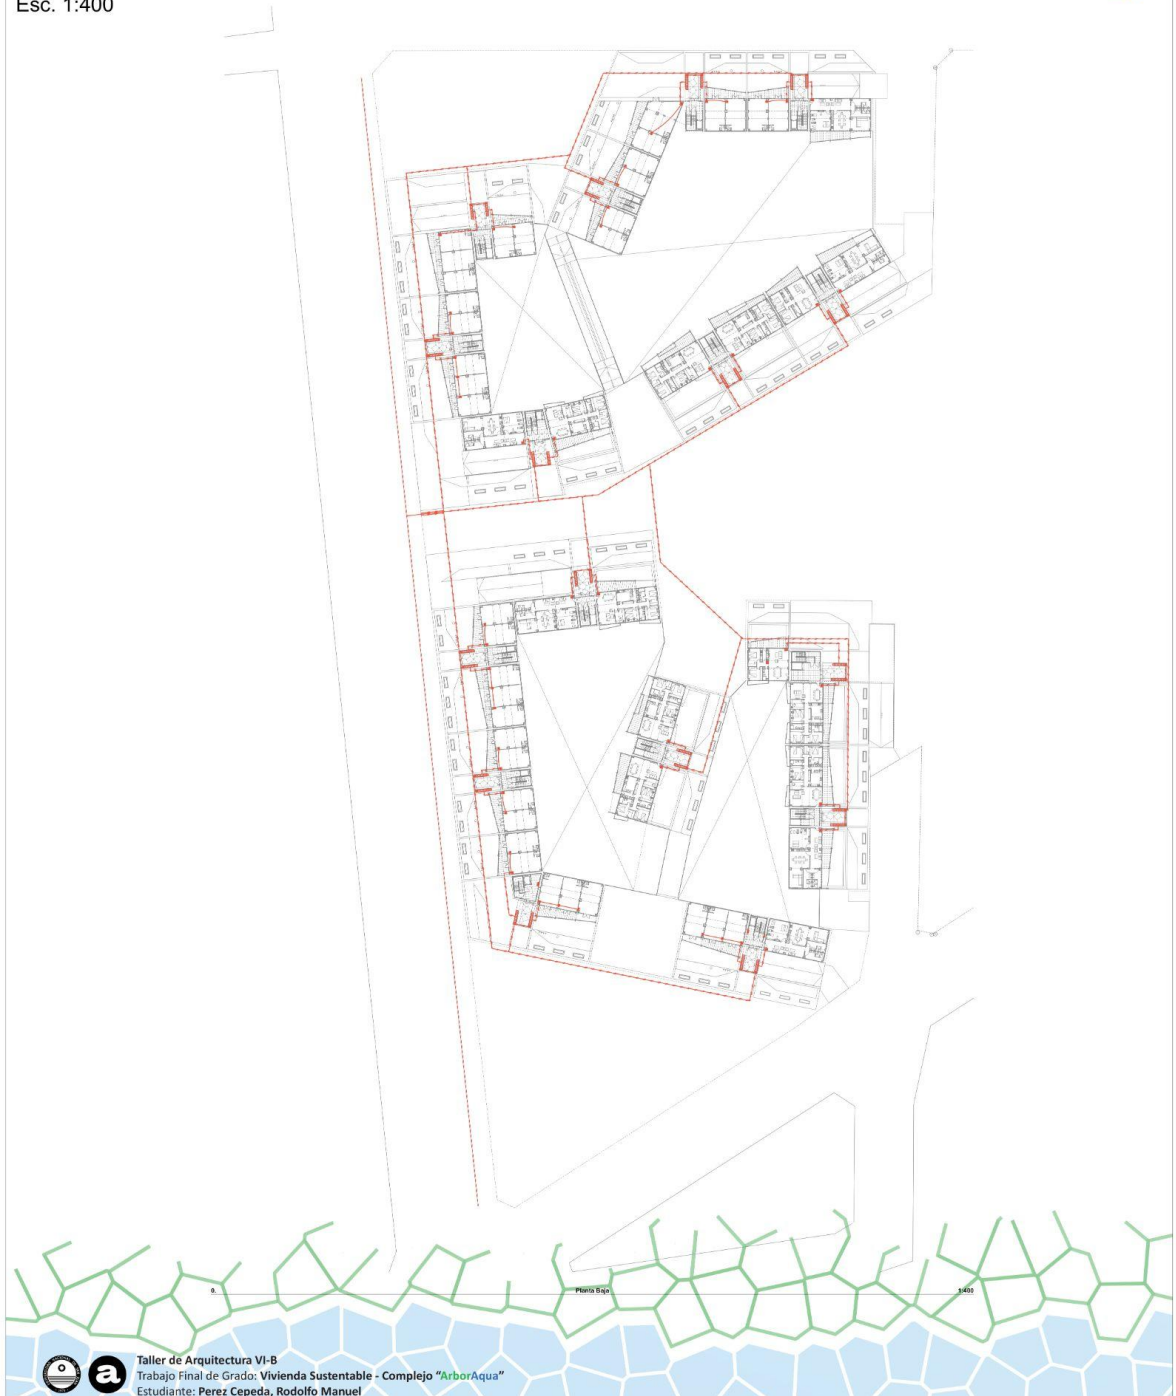 Esc. 1:400
0.
Planta Baja
1:400
a
Taller de Arquitectura VI-B
Trabajo Final de Grado: Vivienda Sustentable - Complejo “ArborAqua”
Estudiante: Perez Cepeda, Rodolfo Manuel